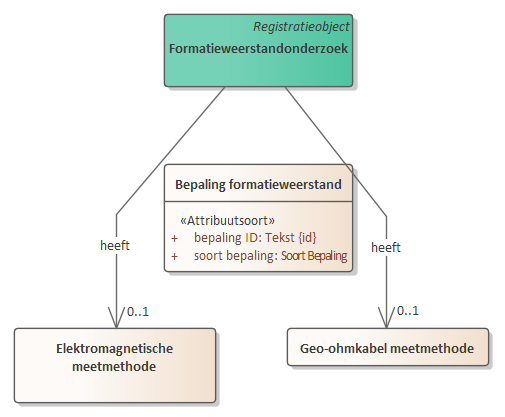 Registratieobject
Formatieweerstandonderzoek
Bepaling formatieweerstand
«Attribuutsoort»
+ bepaling ID: Tekst {id}
+ soort bepaling: Soort Bepaling
heeft
heeft
0..1
0..1
Elektromagnetische
meetmethode
Geo-ohmkabel meetmethode